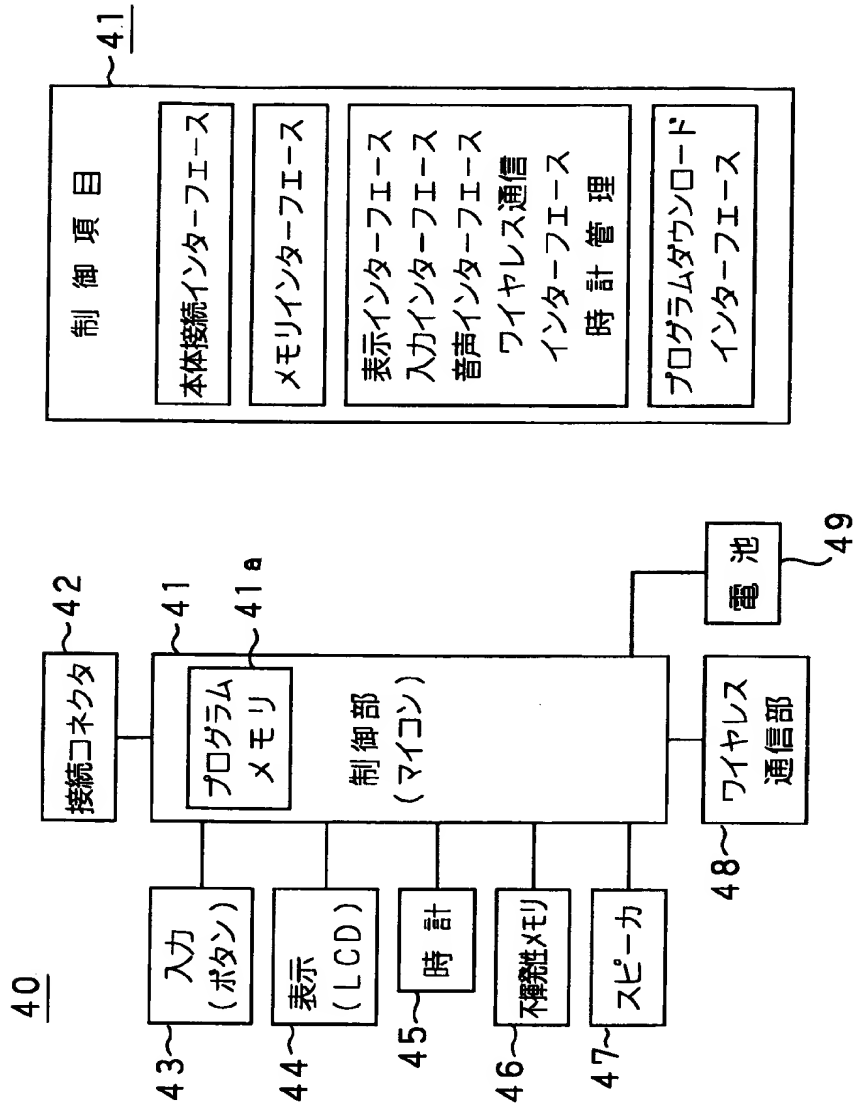 40
接続コネクタ
42
プログラム
メモリ
制御部
(マイコン)
41
41a
入力
(ボタン)
43
表示
(LCD)
44
時計
45
不揮発性メモリ
46
スピーカ
47
ワイヤレス
通信部
48
電池
49
制御項目
41
本体接続インターフェース
メモリインターフェース
表示インターフェース
入力インターフェース
音声インターフェース
ワイヤレス通信
インターフェース
時計管理
プログラムダウンロード
インターフェース